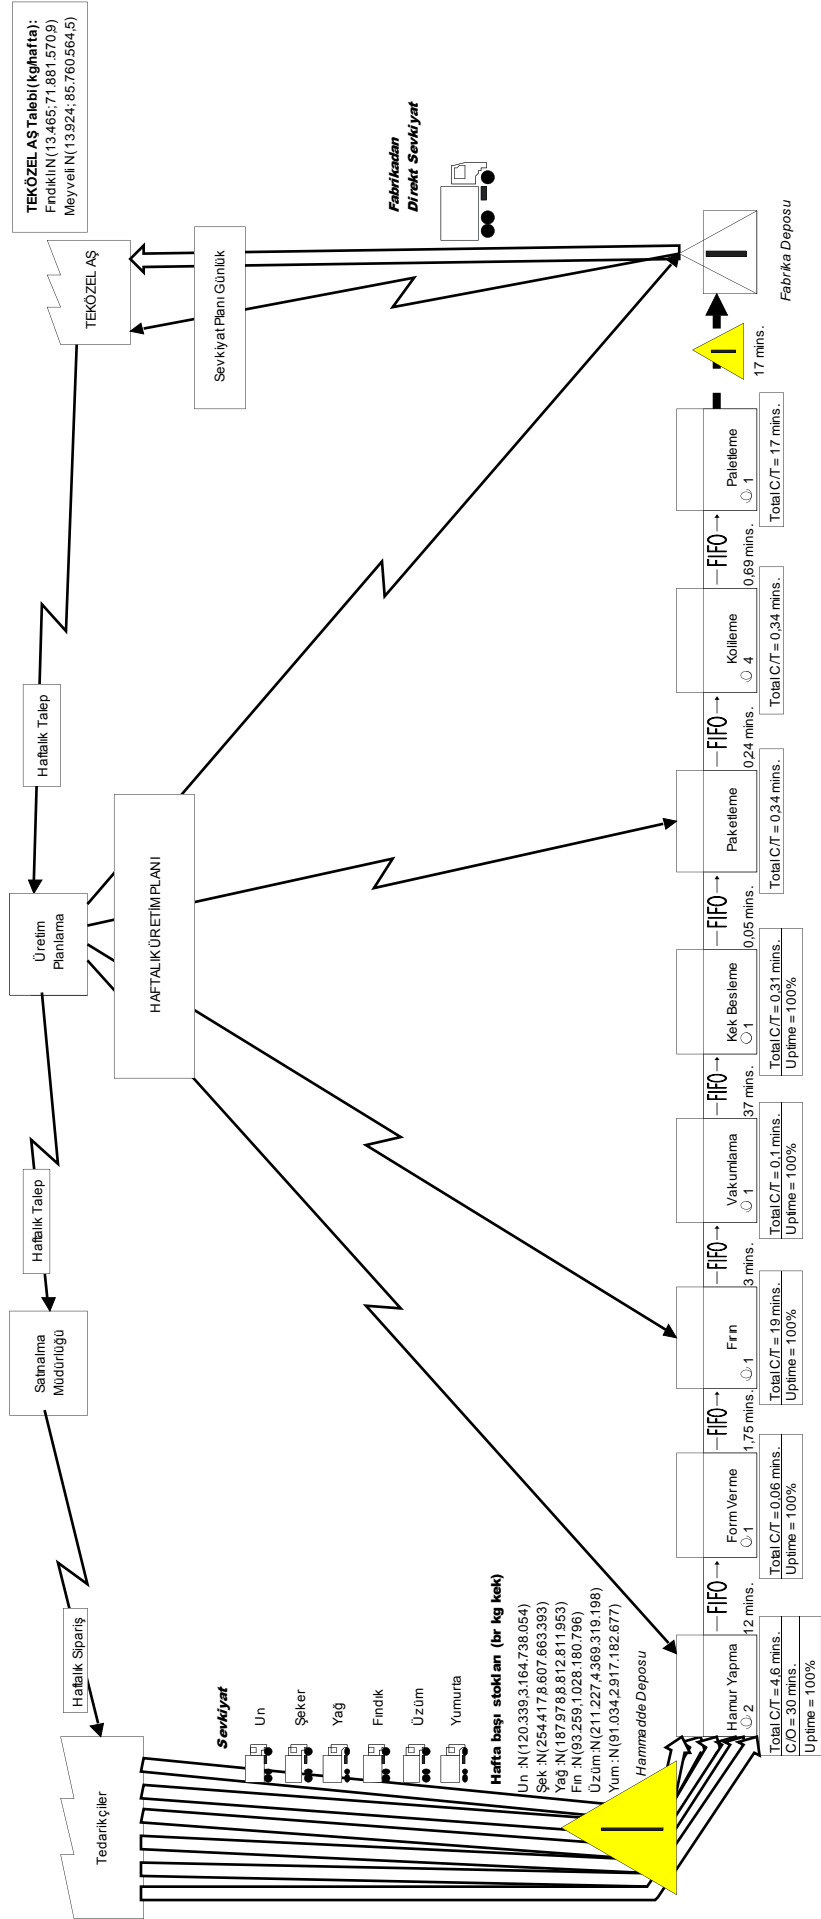 TEKÖZEL AŞ Talebi(kg/hafta):
Fındıklı N(13.465;71.881.570,9)
Meyveli N(13.924;85.760.564,5)
Tedarikçiler
Haftalık Sipariş
Satınalma
Müdürlüğü
Haftalık Talep
Üretim
Planlama
Haftalık Talep
TEKÖZEL AŞ
HAFTALIK ÜRETİM PLANI
Sevkiyat Planı Günlük
Sevkiyat
Un
Şeker
Yağ
Fındık
Üzüm
Yumurta
Fabrikadan
Direkt Sevkiyat
Hafta başı stokları (br kg kek)
Un :N(120.339,3.164.738.054)
Şek :N(254.417,8.607.663.393)
Yağ :N(187.978,8.812.811.953)
Fın :N(93.259,1.028.180.796)
Üzüm:N(211.227,4.369.319.198)
Yum :N(91.034,2.917.182.677)
Hammadde Deposu
Hamur Yapma
2
Total C/T = 4,6 mins.
C/O = 30 mins.
Uptime = 100%
FIFO
12 mins.
Form Verme
1
Total C/T = 0,06 mins.
Uptime = 100%
FIFO
1,75 mins.
Fırın
1
Total C/T = 19 mins.
Uptime = 100%
FIFO
3 mins.
Vakumlama
1
Total C/T = 0,1 mins.
Uptime = 100%
FIFO
37 mins.
Kek Besleme
1
Total C/T = 0,31 mins.
Uptime = 100%
FIFO
0,05 mins.
Paketleme
Total C/T = 0,34 mins.
FIFO
0,24 mins.
Kolileme
4
Total C/T = 0,34 mins.
FIFO
0,69 mins.
Paletleme
1
Total C/T = 17 mins.
17 mins.
Fabrika Deposu